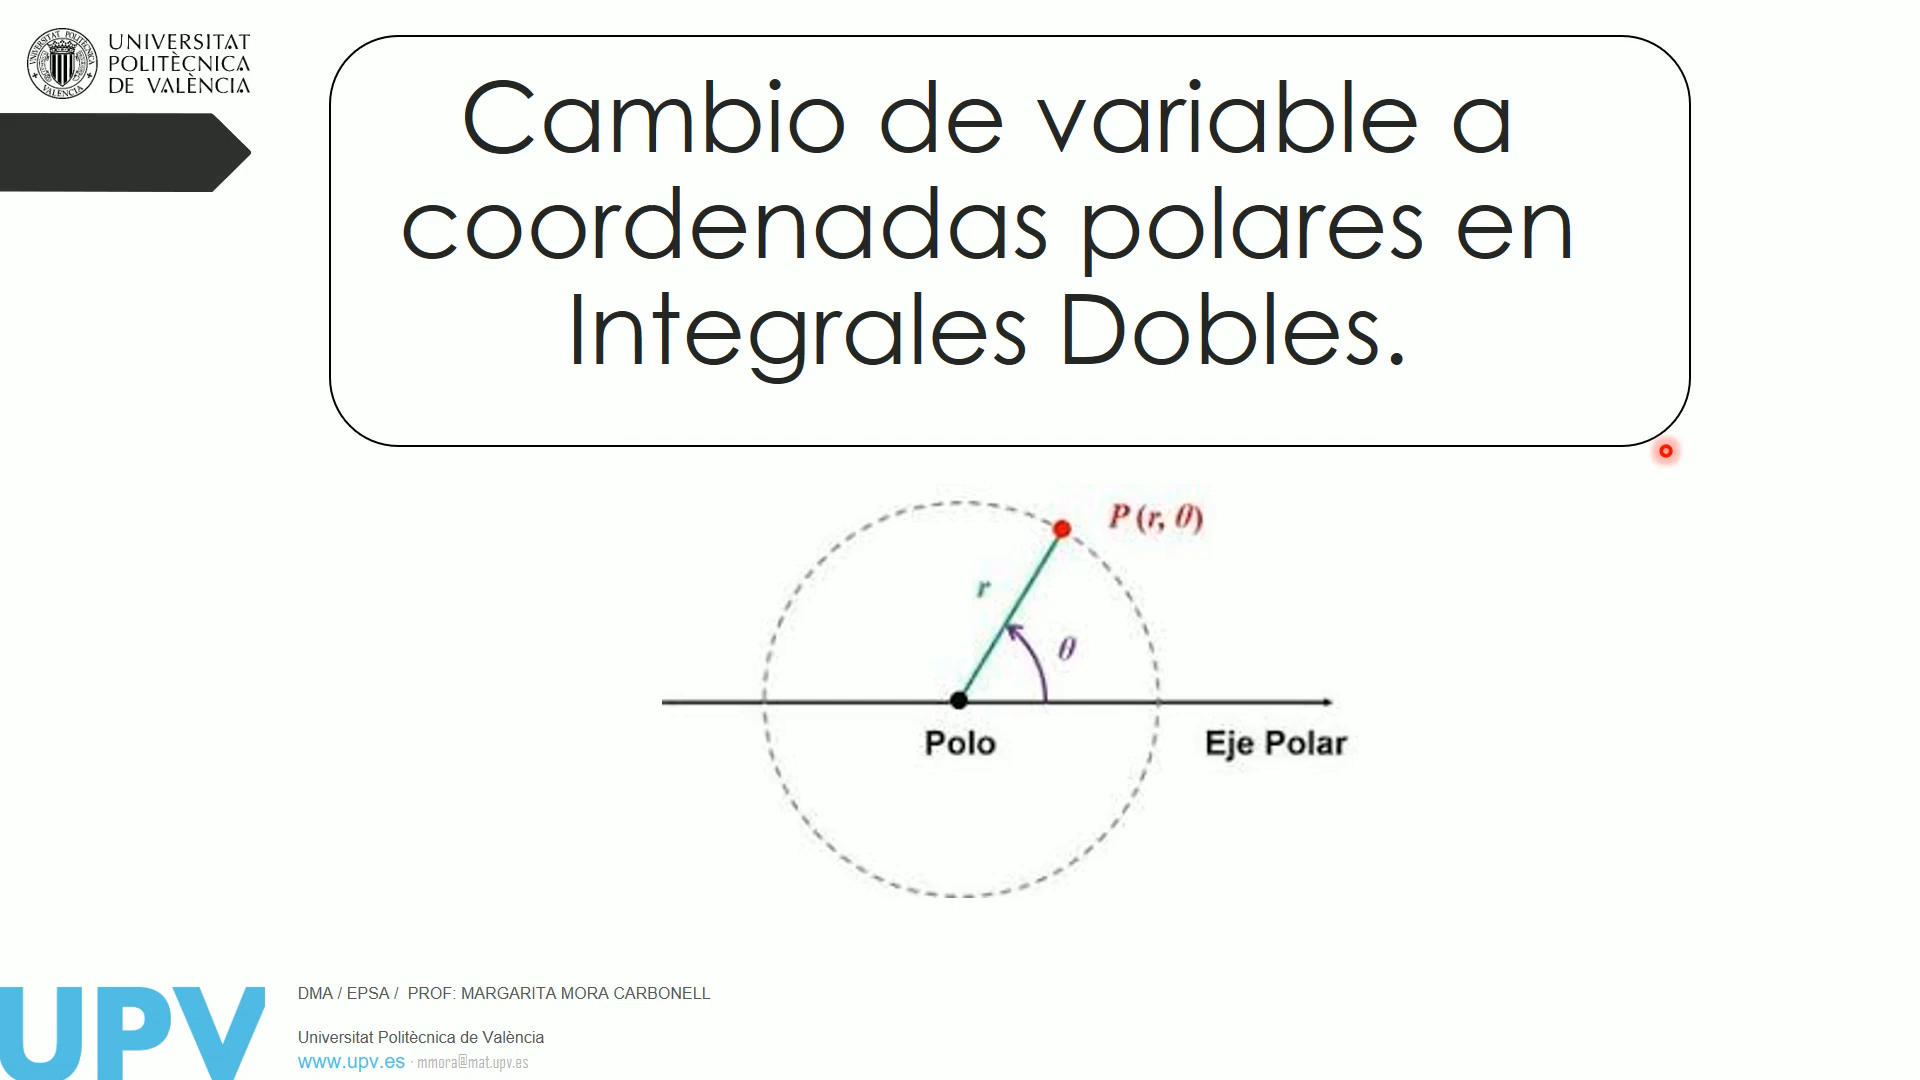 UNIVERSITAT
POLITÈCNICA
DE VALÈNCIA
Cambio de variable a
coordenadas polares en
Integrales Dobles.
P (r, θ)
r
θ
Polo
Eje Polar
UPV
DMA / EPSA / PROF: MARGARITA MORA CARBONELL
Universitat Politècnica de València
www.upv.es · mmora@mat.upv.es